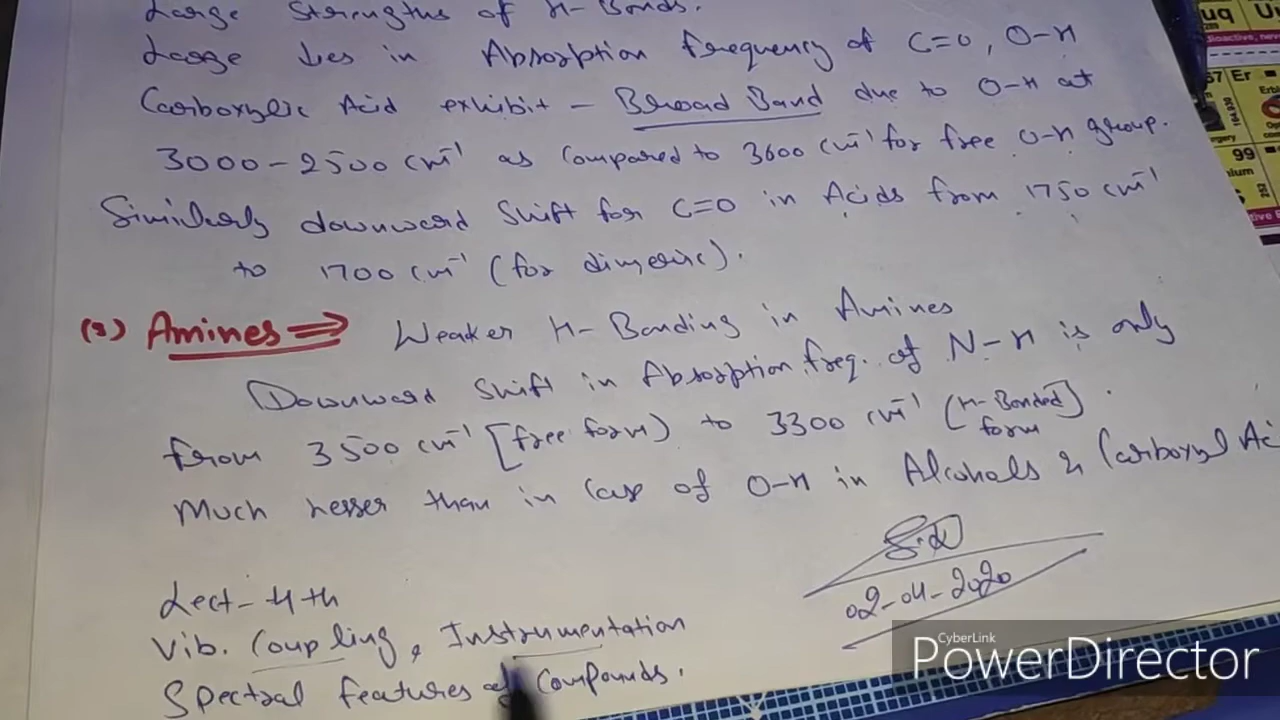 Large Strengths of H-Bonds.
Large lies in Absorption frequency of C=O, O-H
Carboxylic Acid exhibit - Broad Band due to O-H at
3000-2500 cm⁻¹ as compared to 3600 cm⁻¹ for free O-H group.
Similarly downward shift for C=O in Acids from 1750 cm⁻¹
to 1700 cm⁻¹ (for dimeric).
Amines ⇒ Weaker H-Bonding in Amines
Downward shift in Absorption freq. of N-H is only
from 3500 cm⁻¹ [free form) to 3300 cm⁻¹ (H-Bonded form].
Much lesser than in case of O-H in Alcohols & Carboxyl Ac
02-04-2020
Lect-4th
Vib. Coupling, Instrumentation
Spectral features of Compounds.
uq
67 Er
99
CyberLink
PowerDirector